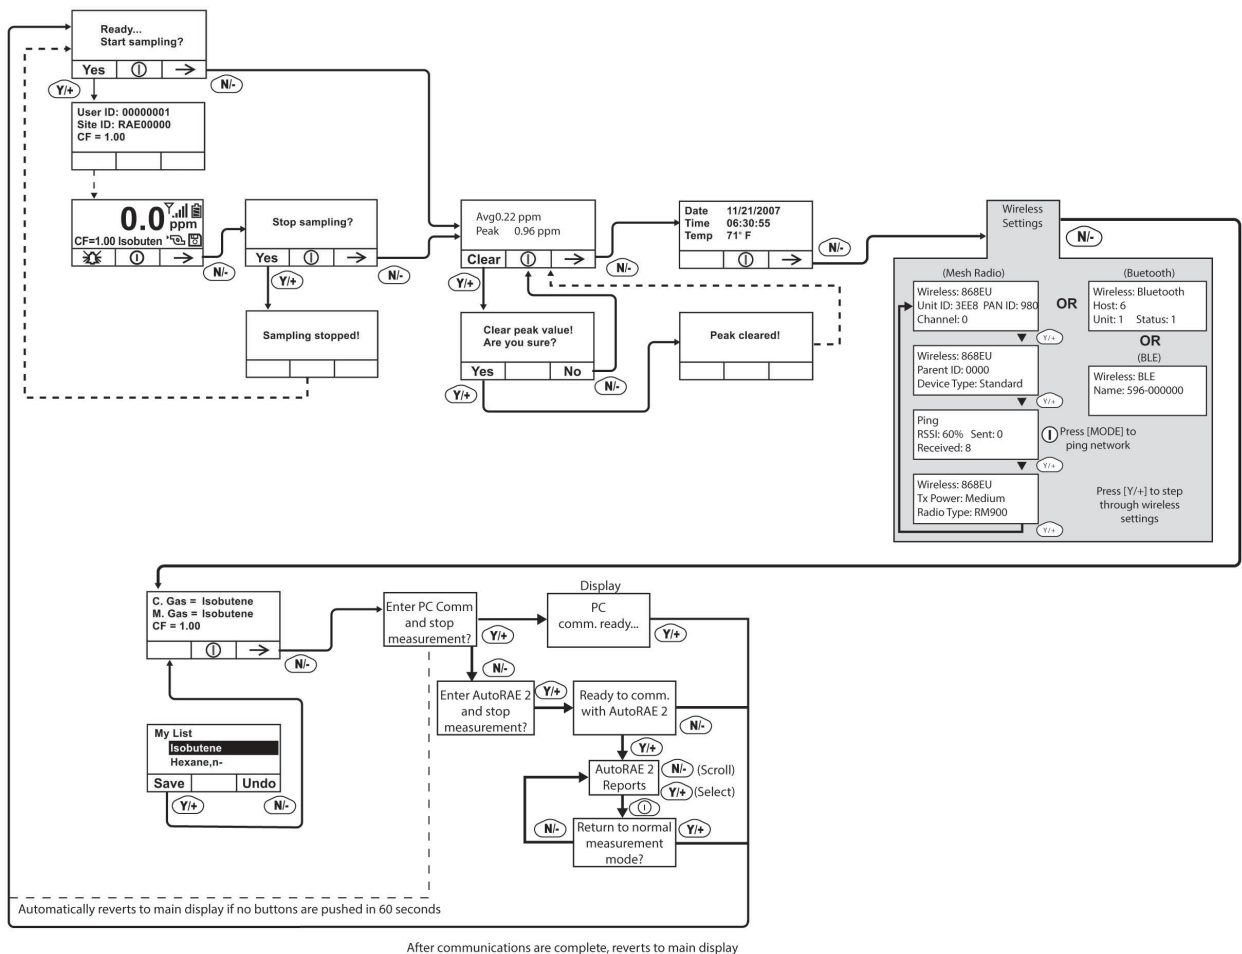 Ready...
Start sampling?
Yes
N/-
Y/+
User ID: 00000001
Site ID: RAE00000
CF = 1.00
0.0
ppm
CF=1.00 Isobuten
N/-
Stop sampling?
Yes
Y/+
N/-
Sampling stopped!
Avg0.22 ppm
Peak 0.96 ppm
Clear
N/-
Y/+
Clear peak value!
Are you sure?
Yes No
Y/+
N/-
Peak cleared!
Date 11/21/2007
Time 06:30:55
Temp 71° F
N/-
Wireless
Settings
N/-
(Mesh Radio)
Wireless: 868EU
Unit ID: 3EE8 PAN ID: 980
Channel: 0
Y/+
Wireless: 868EU
Parent ID: 0000
Device Type: Standard
Y/+
Ping
RSSI: 60% Sent: 0
Received: 8
Y/+
Wireless: 868EU
Tx Power: Medium
Radio Type: RM900
Y/+
OR
(Buetooth)
Wireless: Bluetooth
Host: 6
Unit: 1 Status: 1
OR
(BLE)
Wireless: BLE
Name: 596-000000
Press [MODE] to
ping network
Press [Y/+] to step
through wireless
settings
C. Gas = Isobutene
M. Gas = Isobutene
CF = 1.00
N/-
My List
Isobutene
Hexane,n-
Save Undo
Y/+
N/-
Enter PC Comm
and stop
measurement?
Y/+
N/-
Display
PC
comm. ready...
Y/+
Enter AutoRAE 2
and stop
measurement?
Y/+
Ready to comm.
with AutoRAE 2
N/-
Y/+
AutoRAE 2
Reports
N/- (Scroll)
Y/+ (Select)
N/-
Return to normal
measurement
mode?
Y/+
Automatically reverts to main display if no buttons are pushed in 60 seconds
After communications are complete, reverts to main display